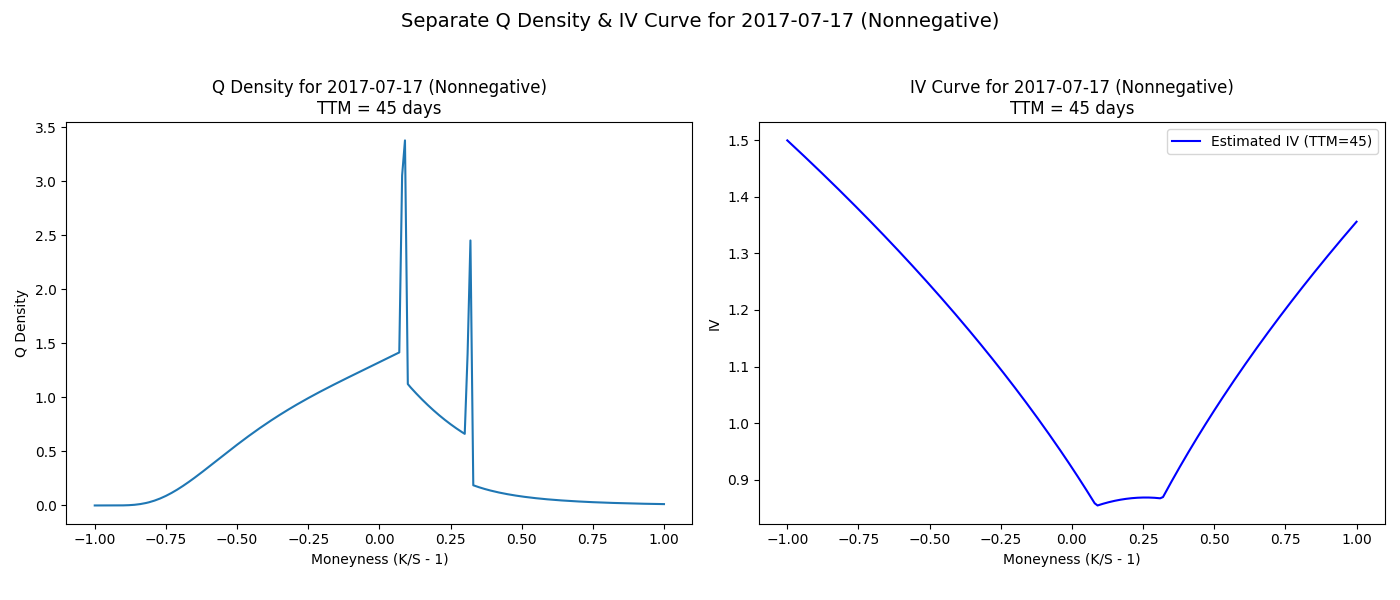 Separate Q Density & IV Curve for 2017-07-17 (Nonnegative)
Q Density for 2017-07-17 (Nonnegative)
TTM = 45 days
3.5
3.0
2.5
2.0
1.5
1.0
0.5
0.0
Q Density
−1.00 −0.75 −0.50 −0.25 0.00 0.25 0.50 0.75 1.00
Moneyness (K/S - 1)
IV Curve for 2017-07-17 (Nonnegative)
TTM = 45 days
Estimated IV (TTM=45)
1.5
1.4
1.3
1.2
1.1
1.0
0.9
IV
−1.00 −0.75 −0.50 −0.25 0.00 0.25 0.50 0.75 1.00
Moneyness (K/S - 1)